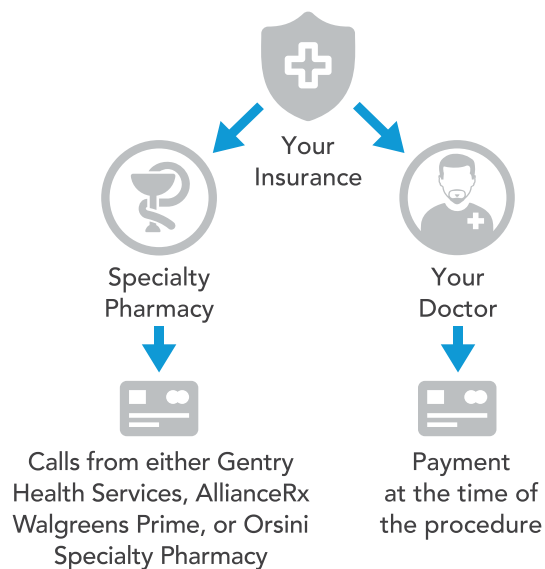 Your
Insurance
Specialty
Pharmacy
Your
Doctor
Calls from either Gentry
Health Services, AllianceRx
Walgreens Prime, or Orsini
Specialty Pharmacy
Payment
at the time of
the procedure